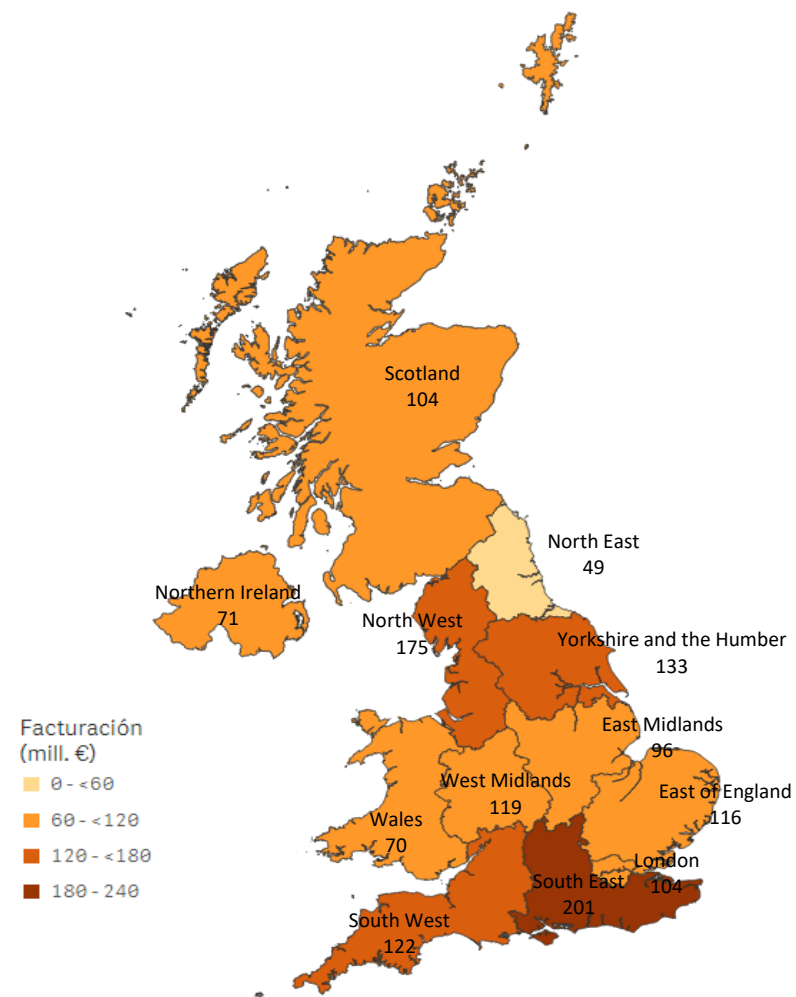 Scotland
104
North East
49
Northern Ireland
71
North West
175
Yorkshire and the Humber
133
East Midlands
96
West Midlands
119
East of England
116
Wales
70
London
104
South East
201
South West
122
Facturación
(mill. €)
0-<60
60-<120
120-<180
180-240